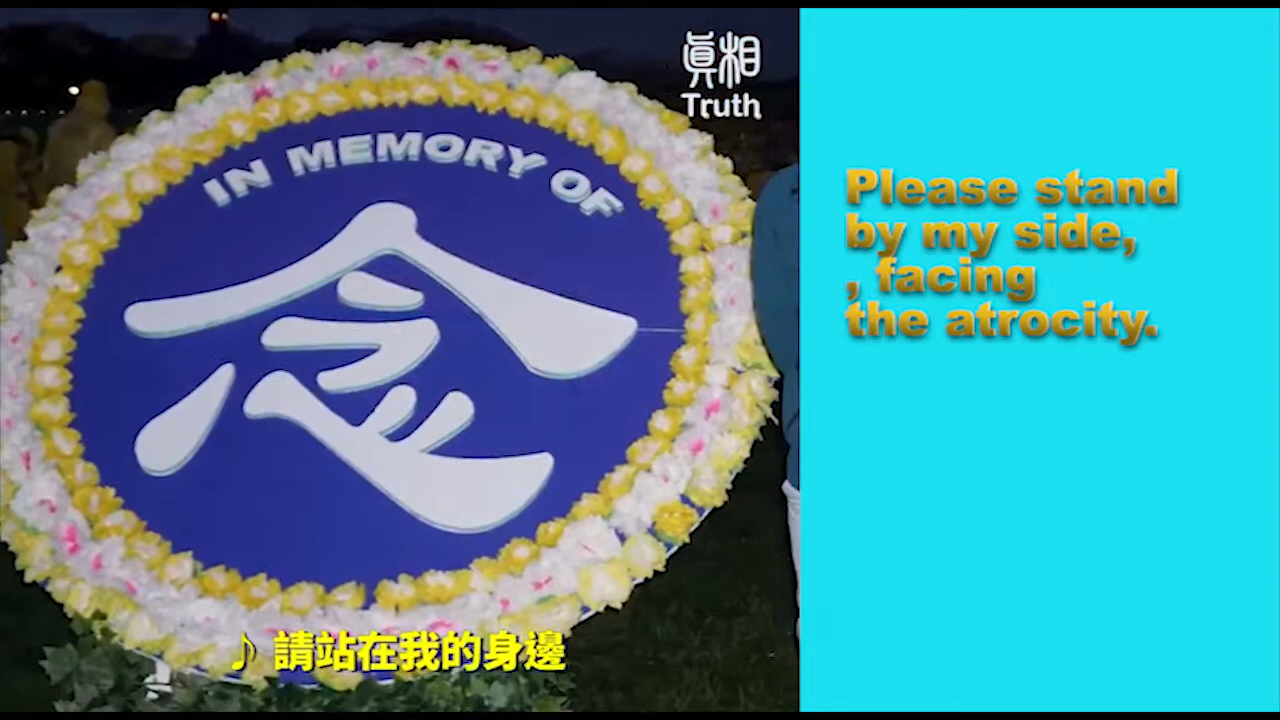 眞相
Truth
IN MEMORY OF
念
♪ 請站在我的身邊
Please stand
by my side,
, facing
the atrocity.